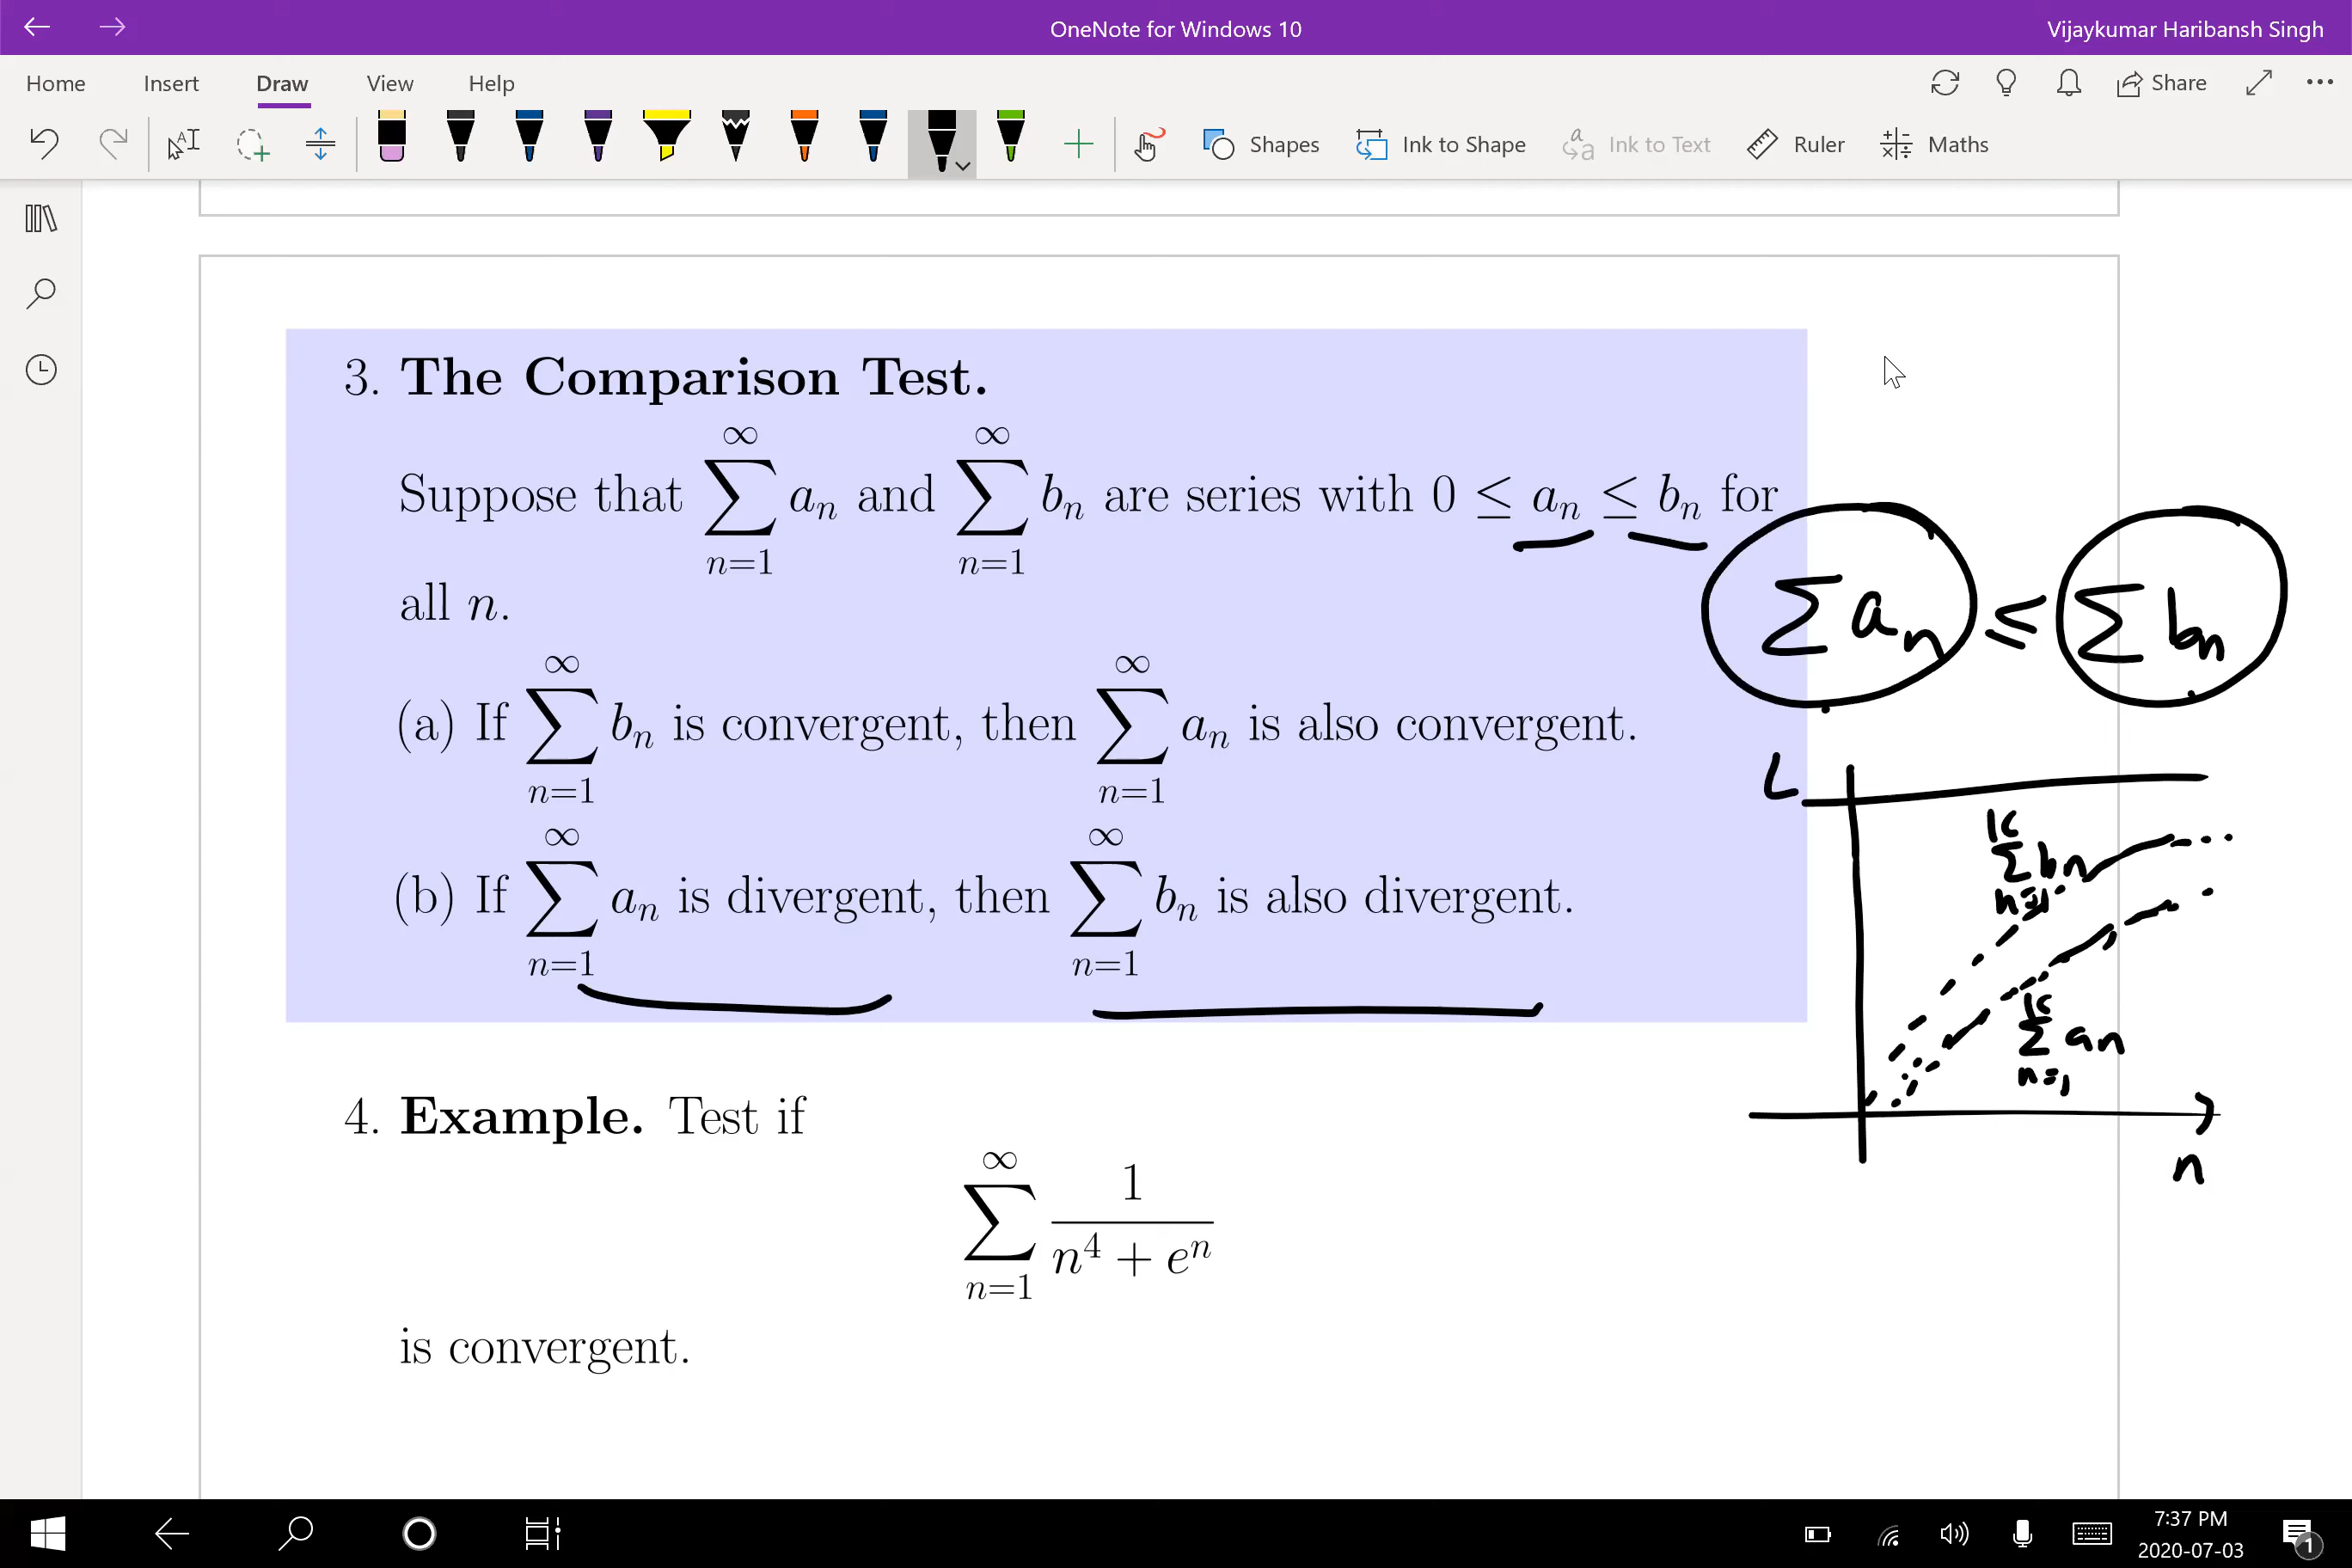 OneNote for Windows 10
Vijaykumar Haribansh Singh
Home Insert Draw View Help
Share
Shapes Ink to Shape Ink to Text Ruler Maths
3. The Comparison Test.
Suppose that ∑_{n=1}^{∞} a_n and ∑_{n=1}^{∞} b_n are series with 0 ≤ a_n ≤ b_n for
all n.
∑ a_n ≤ ∑ b_n
(a) If ∑_{n=1}^{∞} b_n is convergent, then ∑_{n=1}^{∞} a_n is also convergent.
(b) If ∑_{n=1}^{∞} a_n is divergent, then ∑_{n=1}^{∞} b_n is also divergent.
L
∑_{n=1}^{k} b_n
∑_{n=1}^{k} a_n
n
4. Example. Test if
∑_{n=1}^{∞} 1/(n^4 + e^n)
is convergent.
7:37 PM
2020-07-03
1